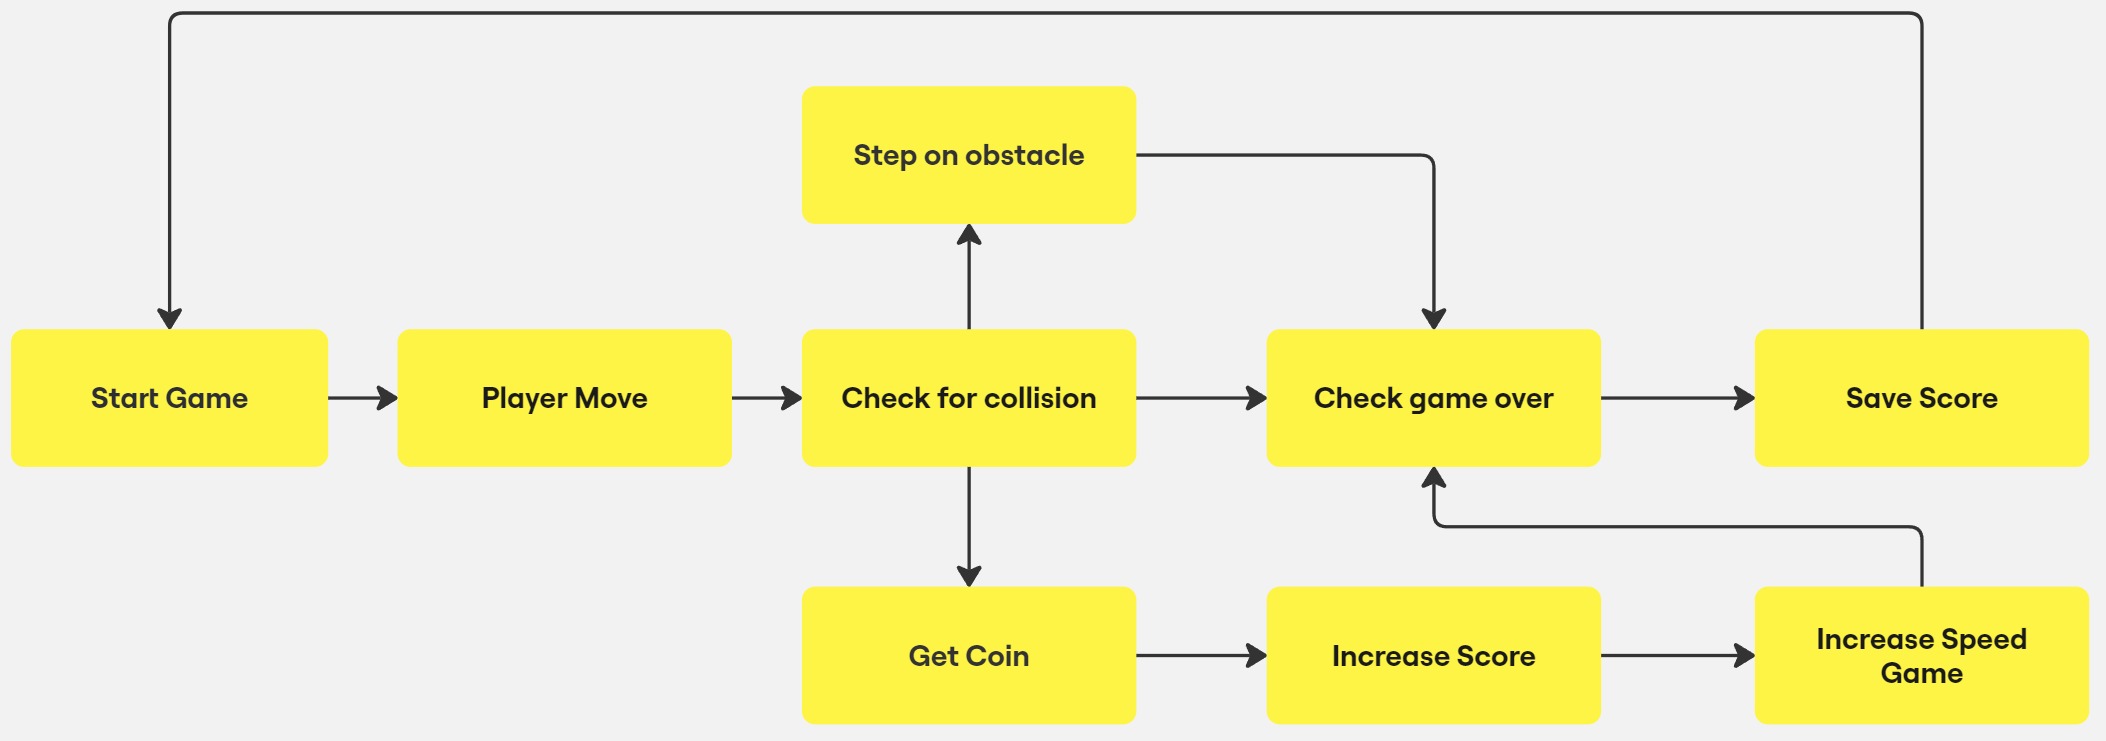 Step on obstacle
Start Game
Player Move
Check for collision
Check game over
Save Score
Get Coin
Increase Score
Increase Speed
Game